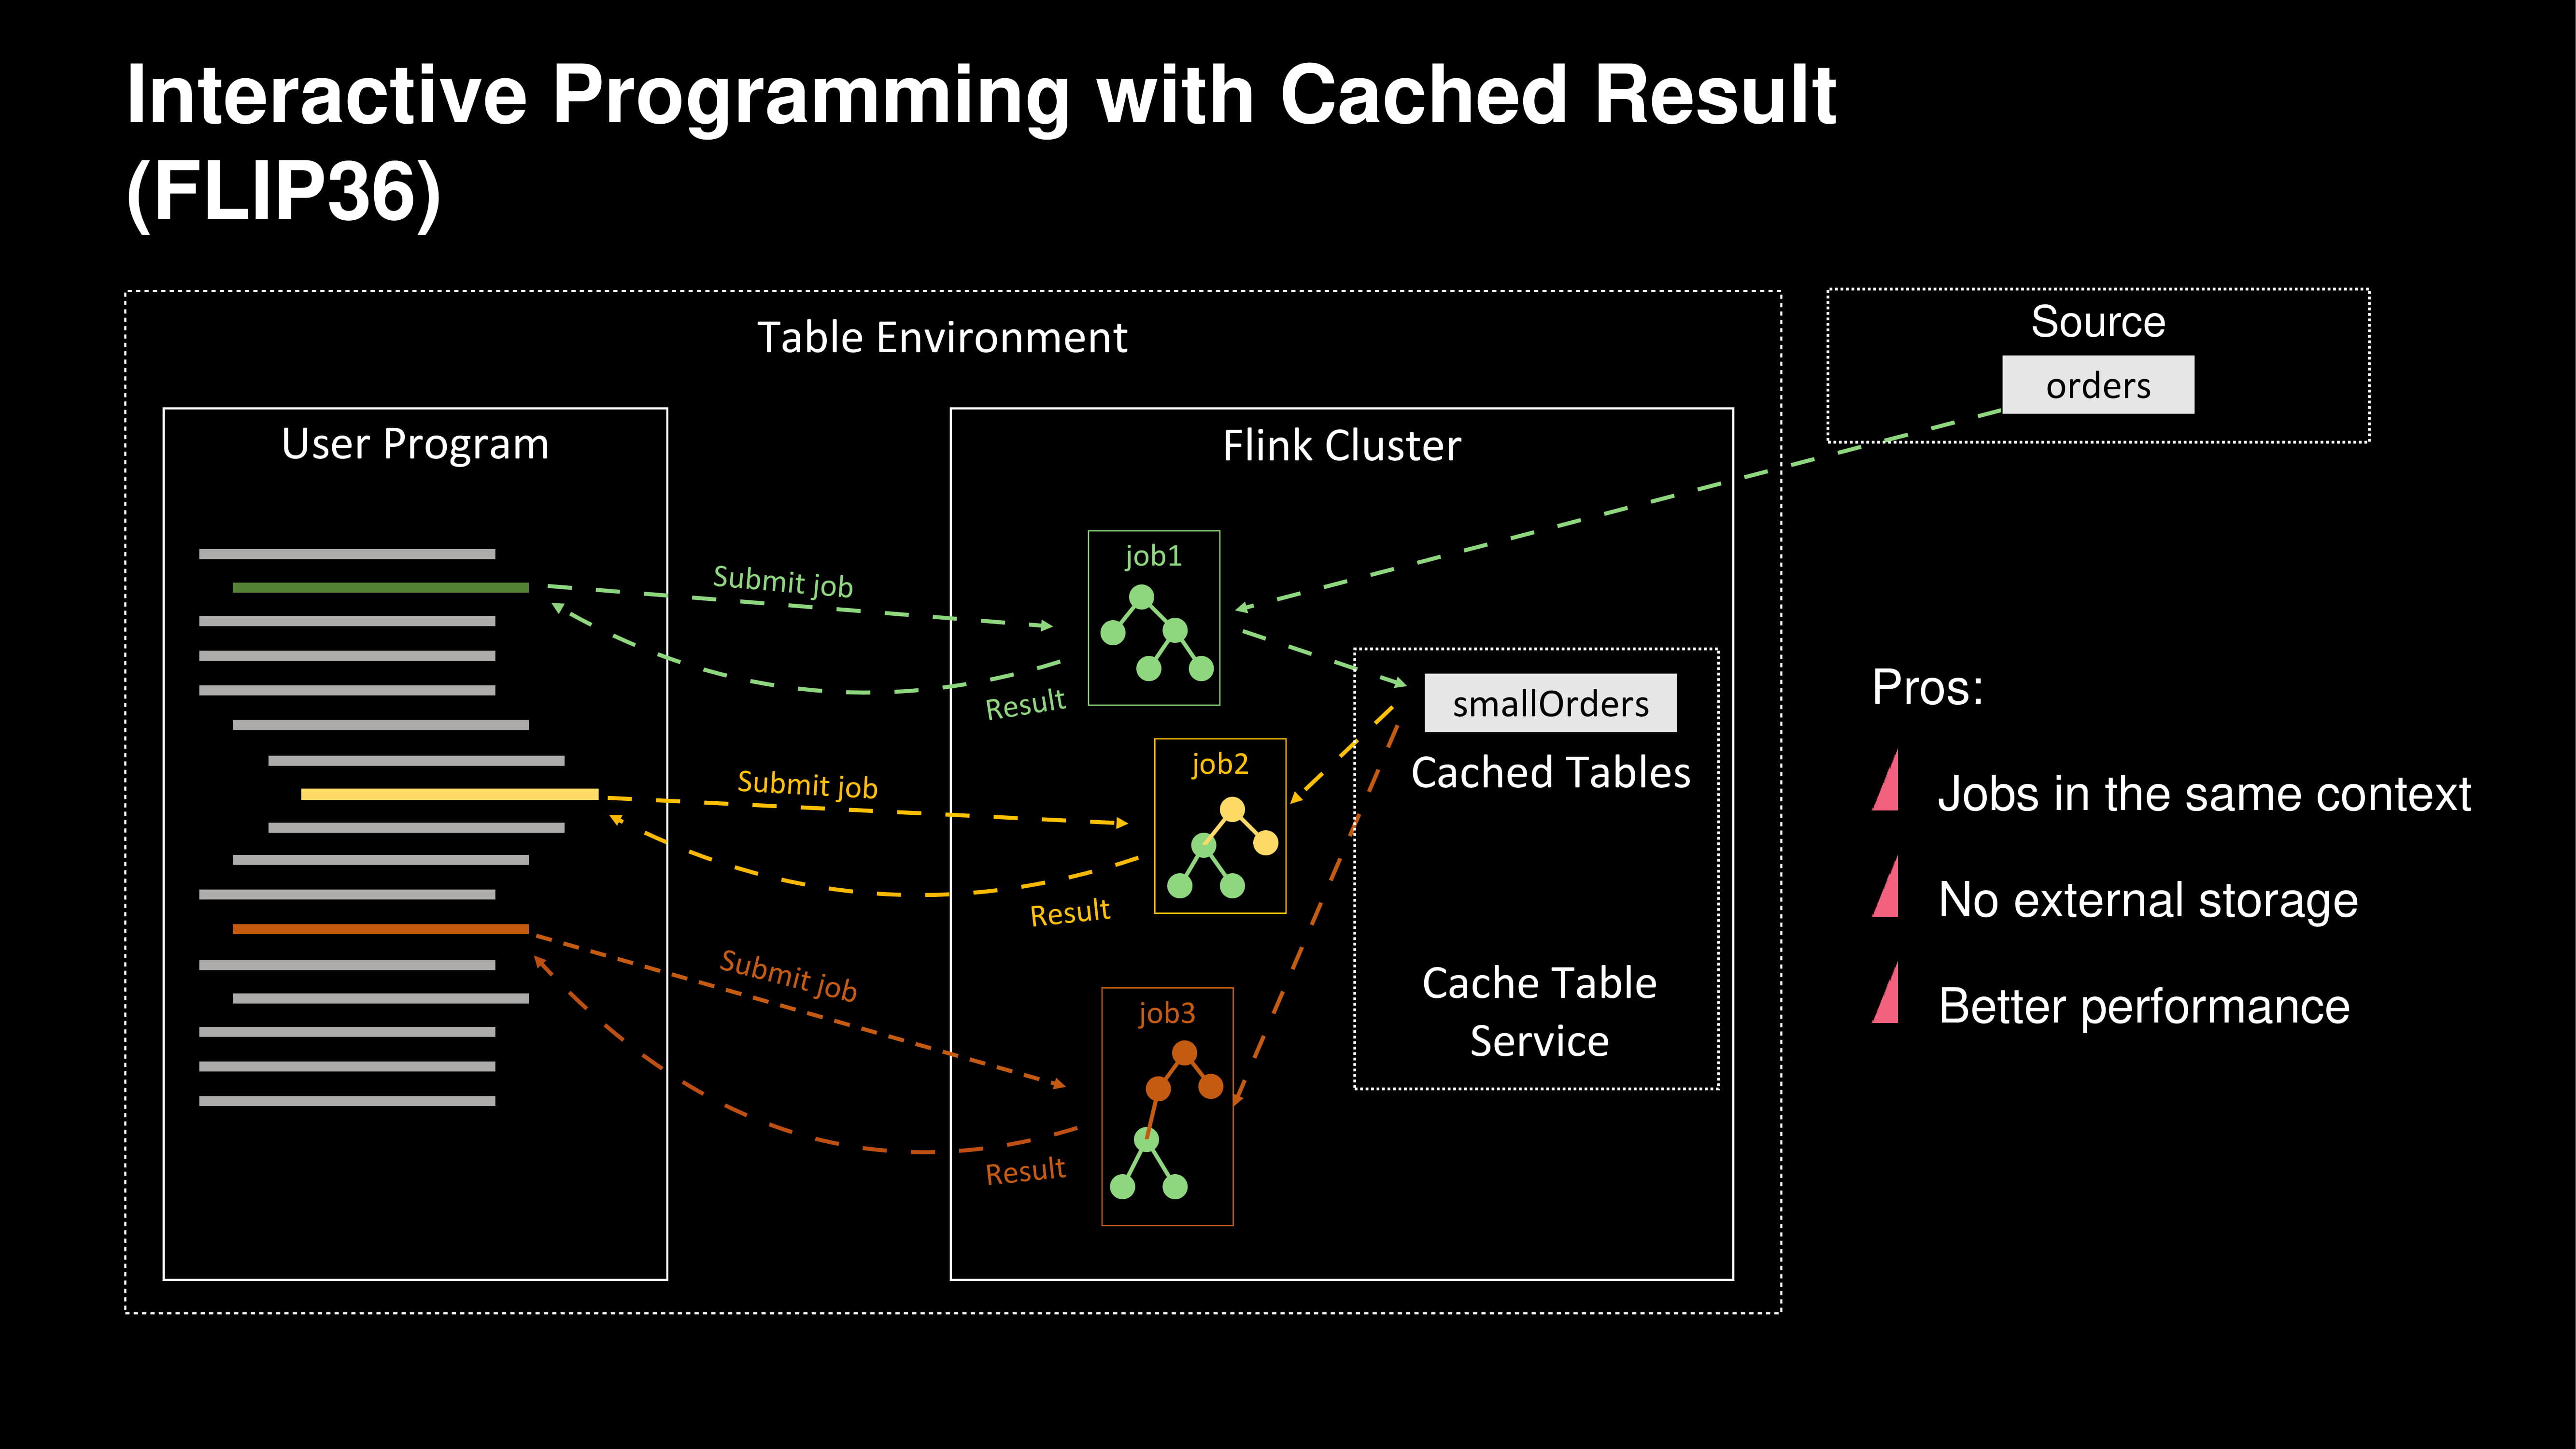 Interactive Programming with Cached Result
(FLIP36)
Table Environment
Source
orders
User Program
Flink Cluster
job1
Submit job
Result
smallOrders
Cached Tables
job2
Submit job
Result
Cache Table
Service
job3
Submit job
Result
Pros:
Jobs in the same context
No external storage
Better performance